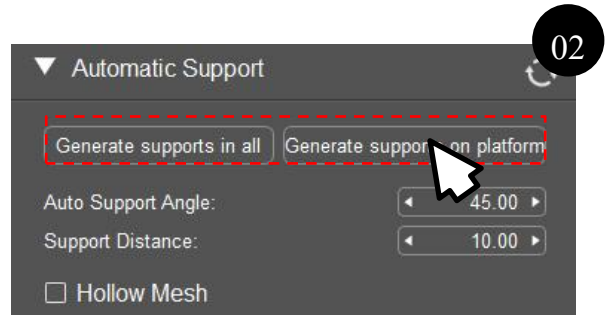 02
Automatic Support
Generate supports in all Generate supports on platform
Auto Support Angle: 45.00
Support Distance: 10.00
Hollow Mesh